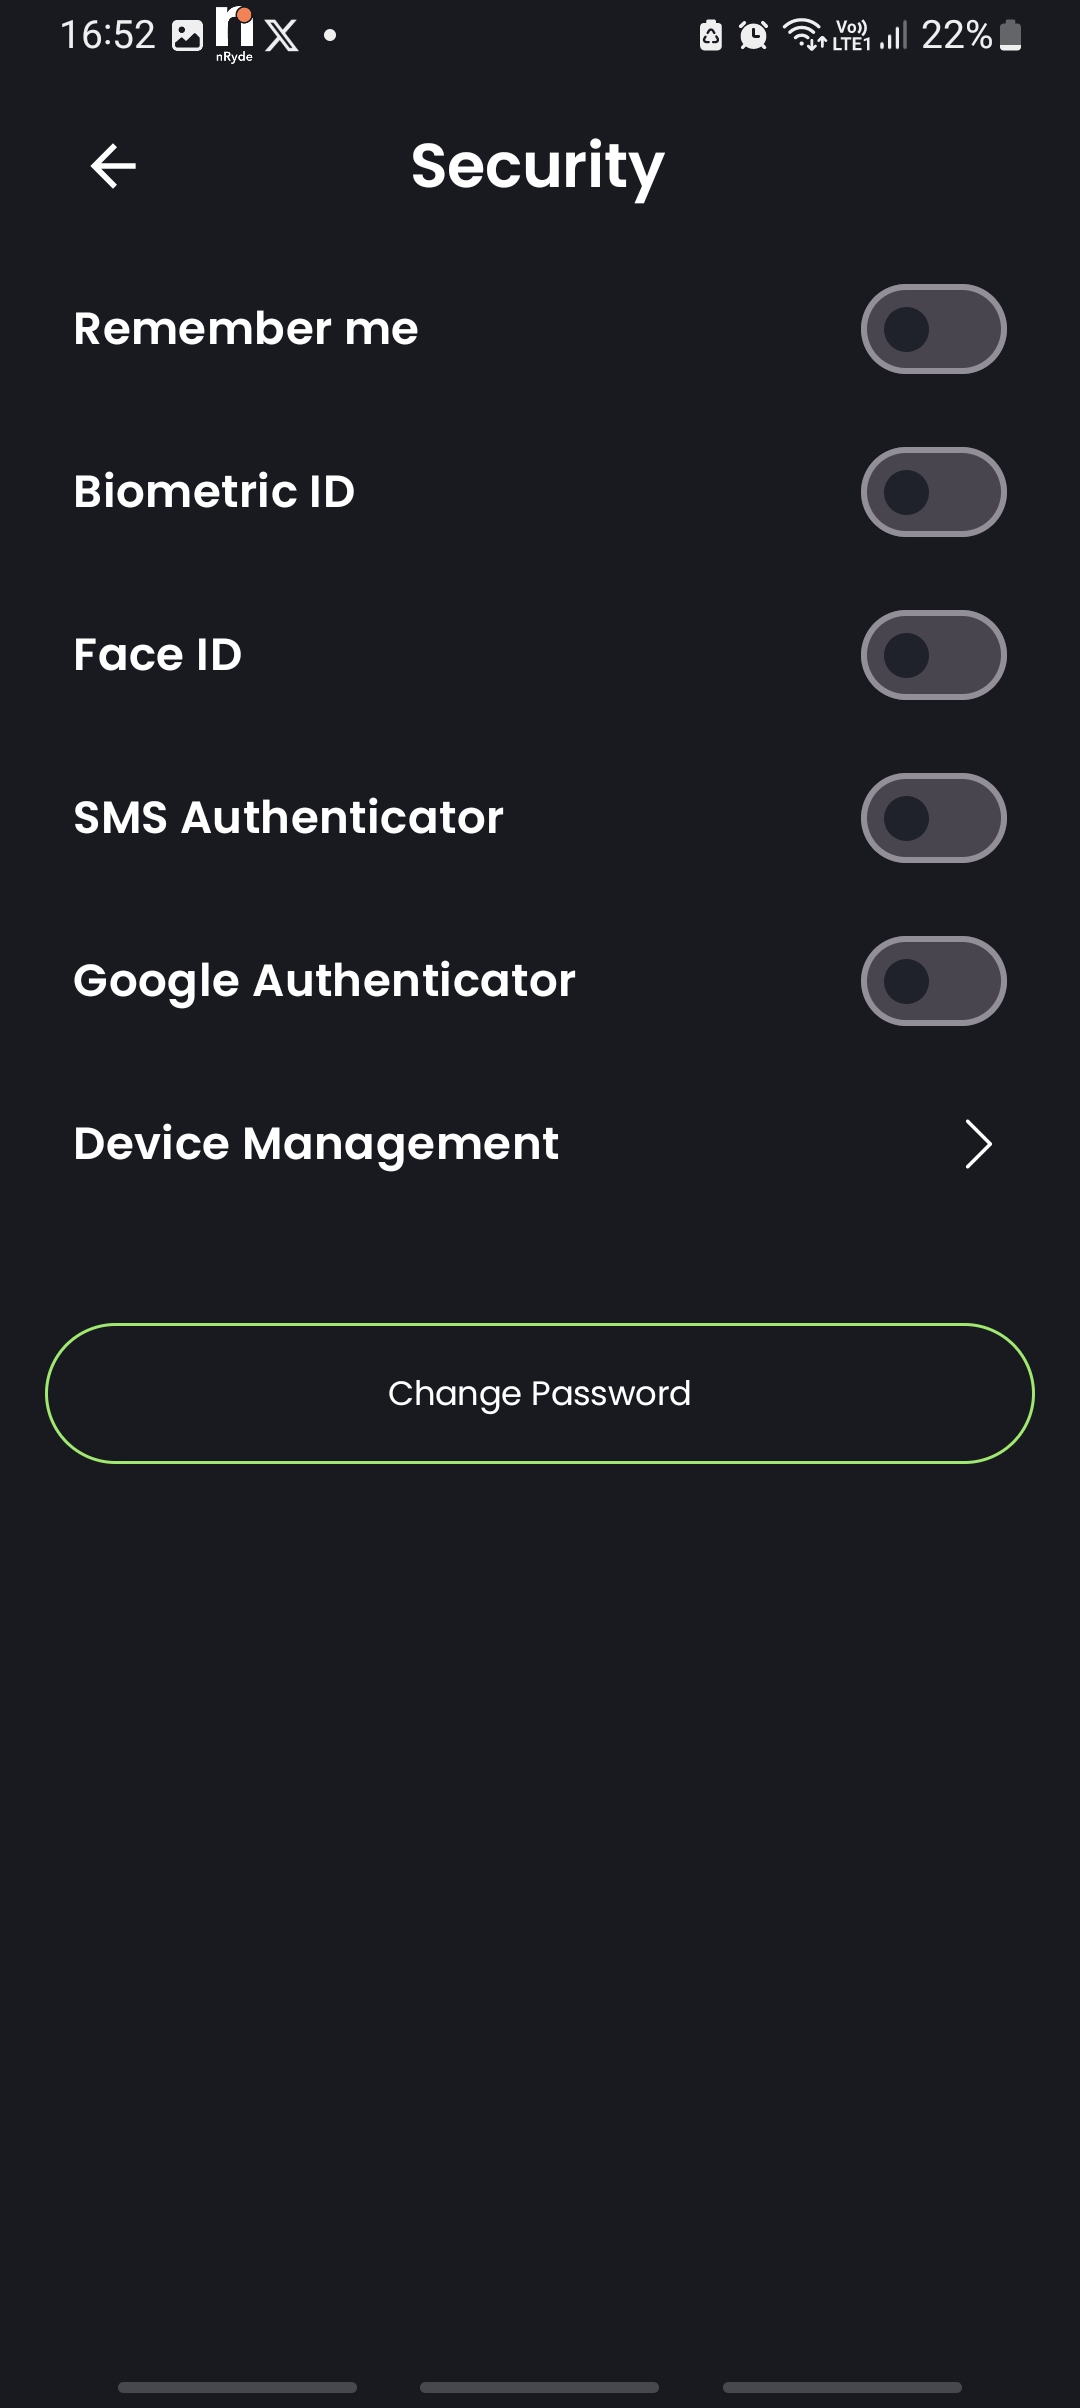 16:52 nRyde Vo)) LTE1 22%
Security
Remember me
Biometric ID
Face ID
SMS Authenticator
Google Authenticator
Device Management
Change Password